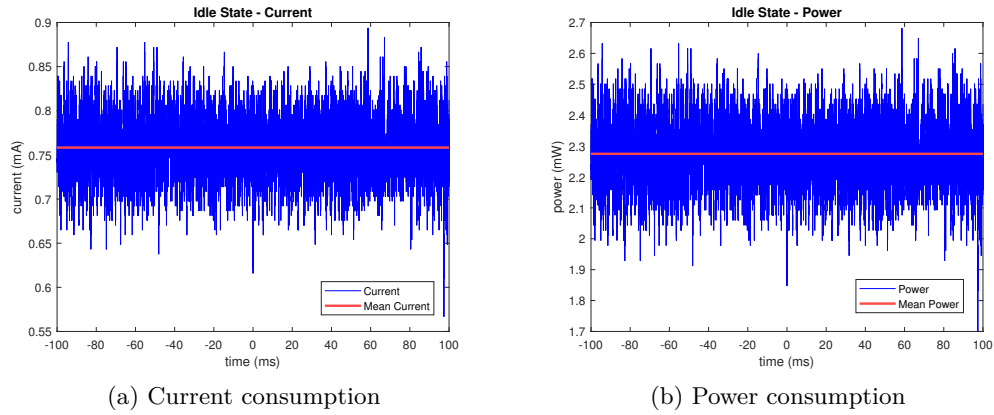 Idle State - Current
0.9
0.85
0.8
0.75
0.7
0.65
0.6
0.55
current (mA)
-100 -80 -60 -40 -20 0 20 40 60 80 100
time (ms)
Current
Mean Current
(a) Current consumption
Idle State - Power
2.7
2.6
2.5
2.4
2.3
2.2
2.1
2
1.9
1.8
1.7
power (mW)
-100 -80 -60 -40 -20 0 20 40 60 80 100
time (ms)
Power
Mean Power
(b) Power consumption